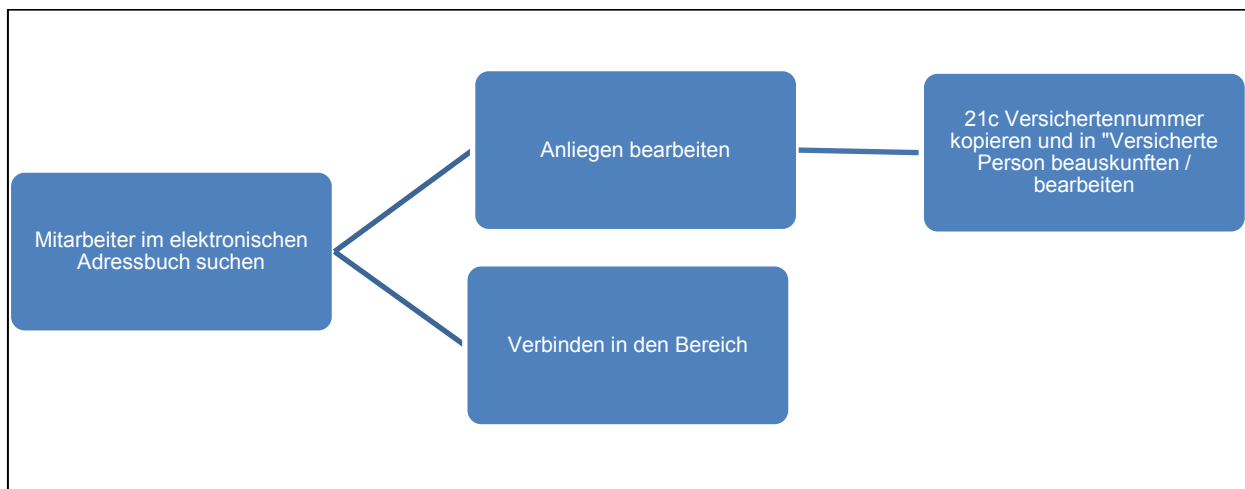 Mitarbeiter im elektronischen
Adressbuch suchen
Anliegen bearbeiten
21c Versichertennummer
kopieren und in "Versicherte
Person beauskunften /
bearbeiten
Verbinden in den Bereich